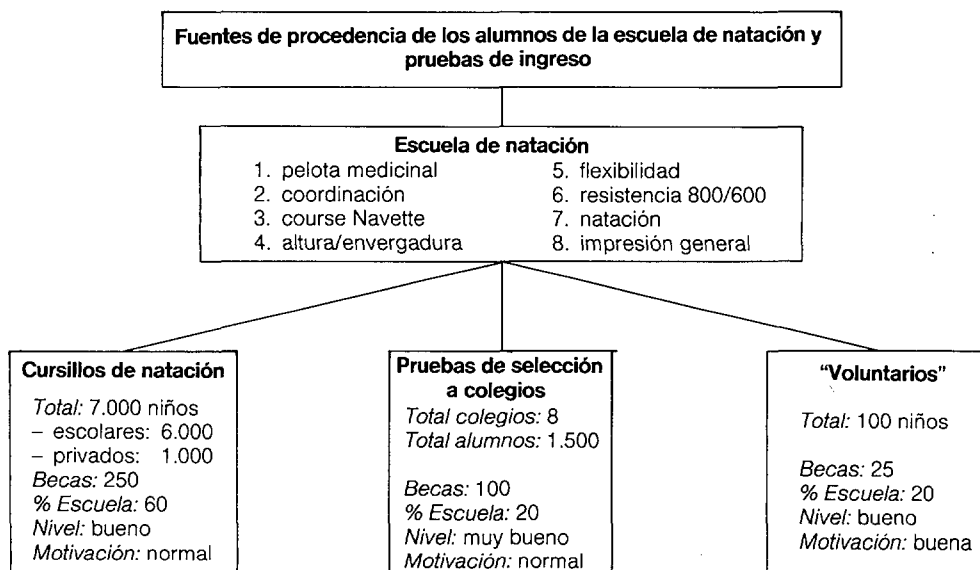 Fuentes de procedencia de los alumnos de la escuela de natación y
pruebas de ingreso
Escuela de natación
1. pelota medicinal
2. coordinación
3. course Navette
4. altura/envergadura
5. flexibilidad
6. resistencia 800/600
7. natación
8. impresión general
Cursillos de natación
Total: 7.000 niños
– escolares: 6.000
– privados: 1.000
Becas: 250
% Escuela: 60
Nivel: bueno
Motivación: normal
Pruebas de selección
a colegios
Total colegios: 8
Total alumnos: 1.500
Becas: 100
% Escuela: 20
Nivel: muy bueno
Motivación: normal
"Voluntarios"
Total: 100 niños
Becas: 25
% Escuela: 20
Nivel: bueno
Motivación: buena